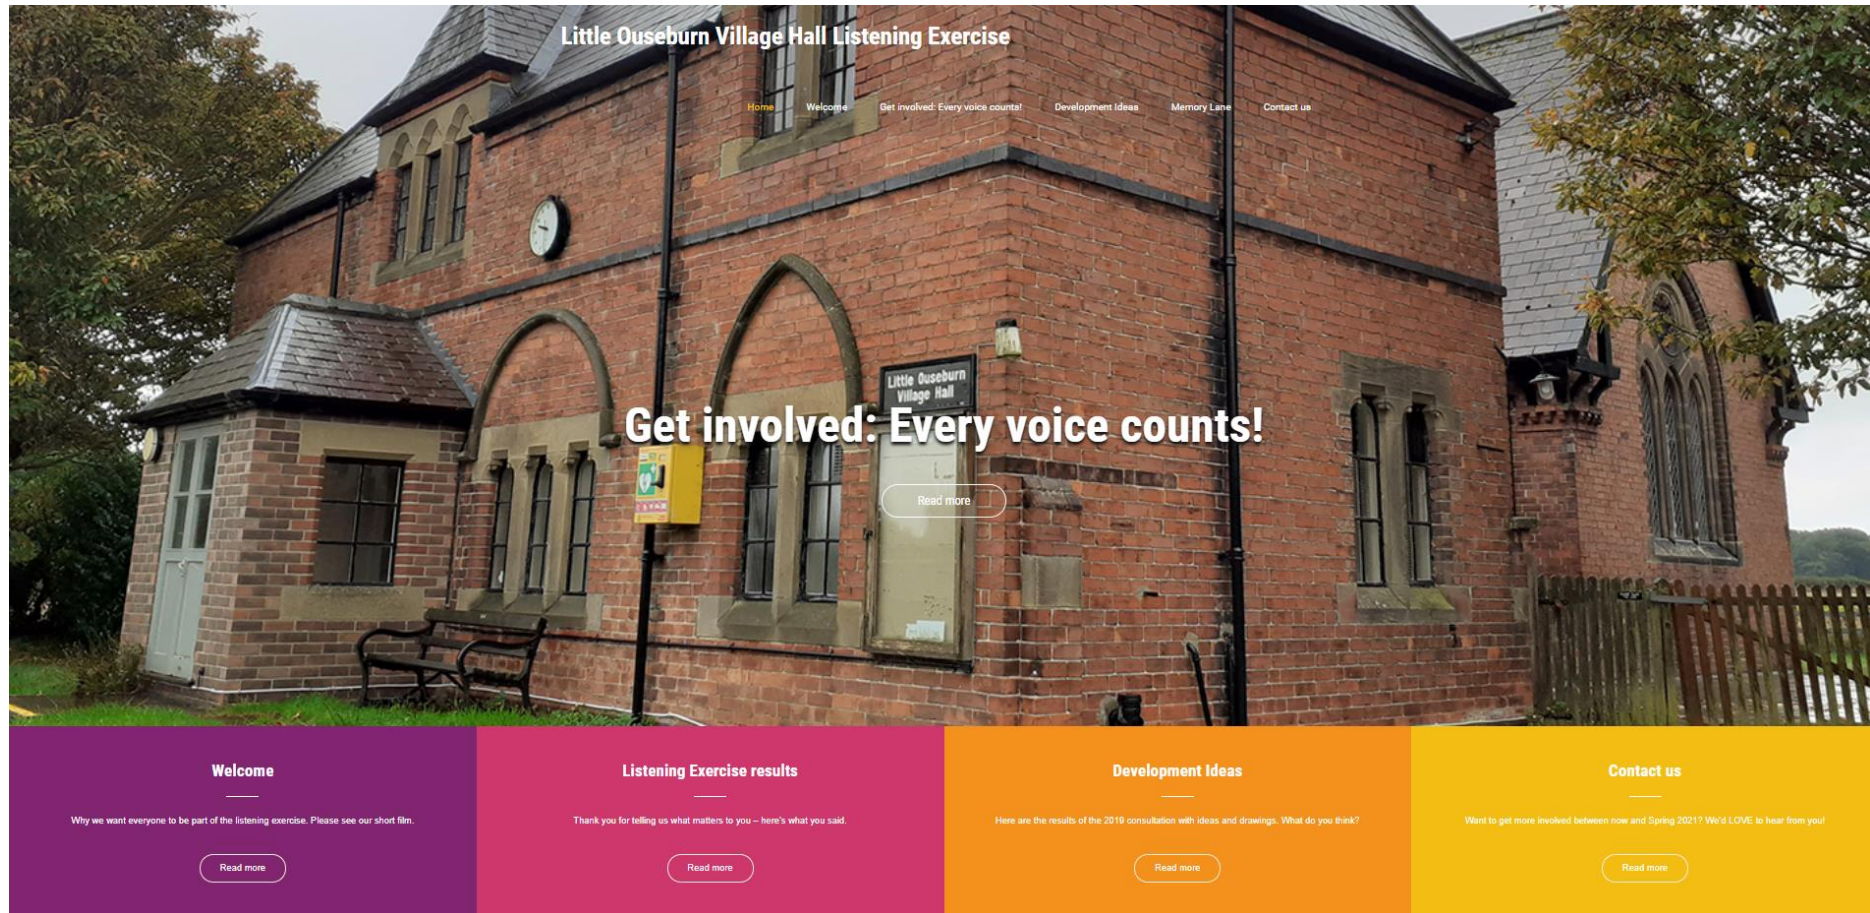 Little Ouseburn Village Hall Listening Exercise
Home Welcome Get involved: Every voice counts! Development Ideas Memory Lane Contact us
Little Ouseburn
Village Hall
Get involved: Every voice counts!
Read more
Welcome
Why we want everyone to be part of the listening exercise. Please see our short film.
Read more
Listening Exercise results
Thank you for telling us what matters to you – here's what you said.
Read more
Development Ideas
Here are the results of the 2019 consultation with ideas and drawings. What do you think?
Read more
Contact us
Want to get more involved between now and Spring 2021? We'd LOVE to hear from you!
Read more